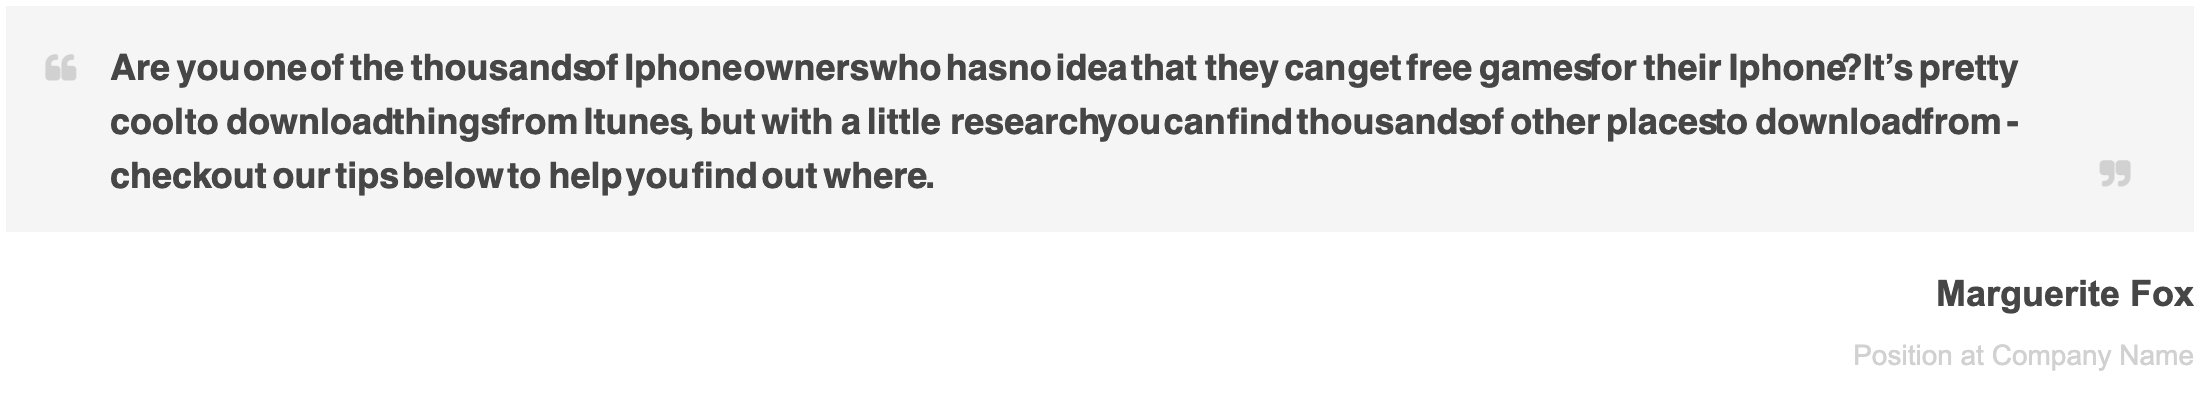 “ Are you one of the thousands of Iphone owners who has no idea that they can get free games for their Iphone? It’s pretty
cool to download things from Itunes, but with a little research you can find thousands of other places to download from -
checkout our tips below to help you find out where. ”
Marguerite Fox
Position at Company Name